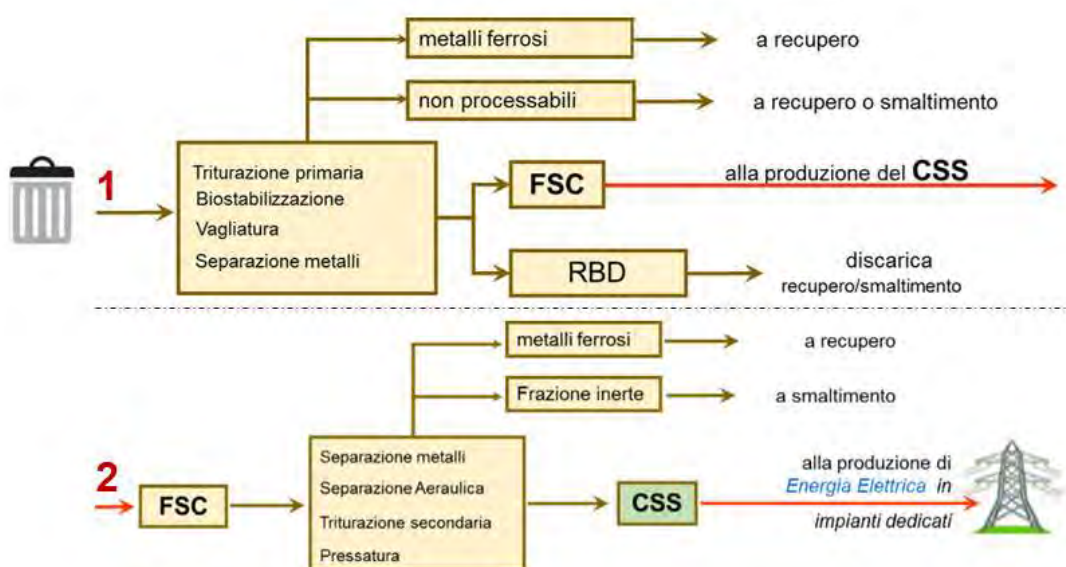 metalli ferrosi
a recupero
non processabili
a recupero o smaltimento
1
Triturazione primaria
Biostabilizzazione
Vagliatura
Separazione metalli
FSC
alla produzione del CSS
RBD
discarica
recupero/smaltimento
metalli ferrosi
a recupero
Frazione inerte
a smaltimento
2
FSC
Separazione metalli
Separazione Aeraulica
Triturazione secondaria
Pressatura
CSS
alla produzione di
Energia Elettrica in
impianti dedicati